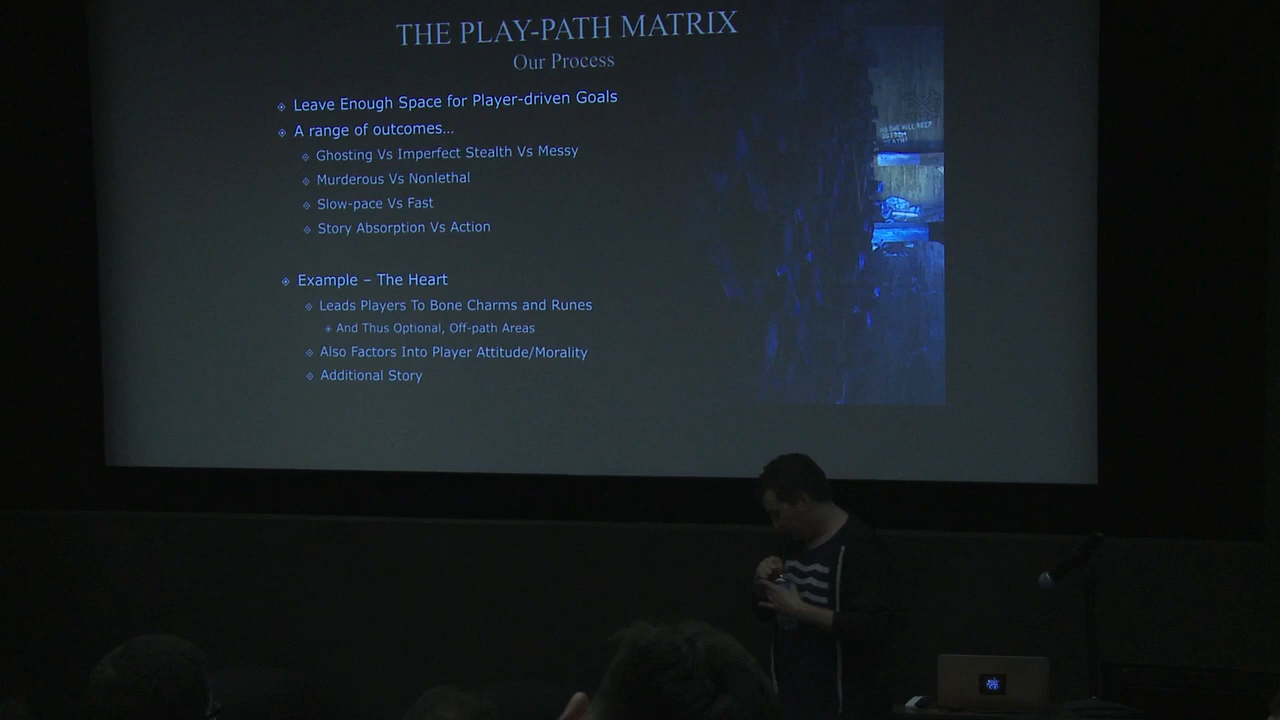 THE PLAY-PATH MATRIX
Our Process
Leave Enough Space for Player-driven Goals
A range of outcomes…
Ghosting Vs Imperfect Stealth Vs Messy
Murderous Vs Nonlethal
Slow-pace Vs Fast
Story Absorption Vs Action
Example – The Heart
Leads Players To Bone Charms and Runes
And Thus Optional, Off-path Areas
Also Factors Into Player Attitude/Morality
Additional Story